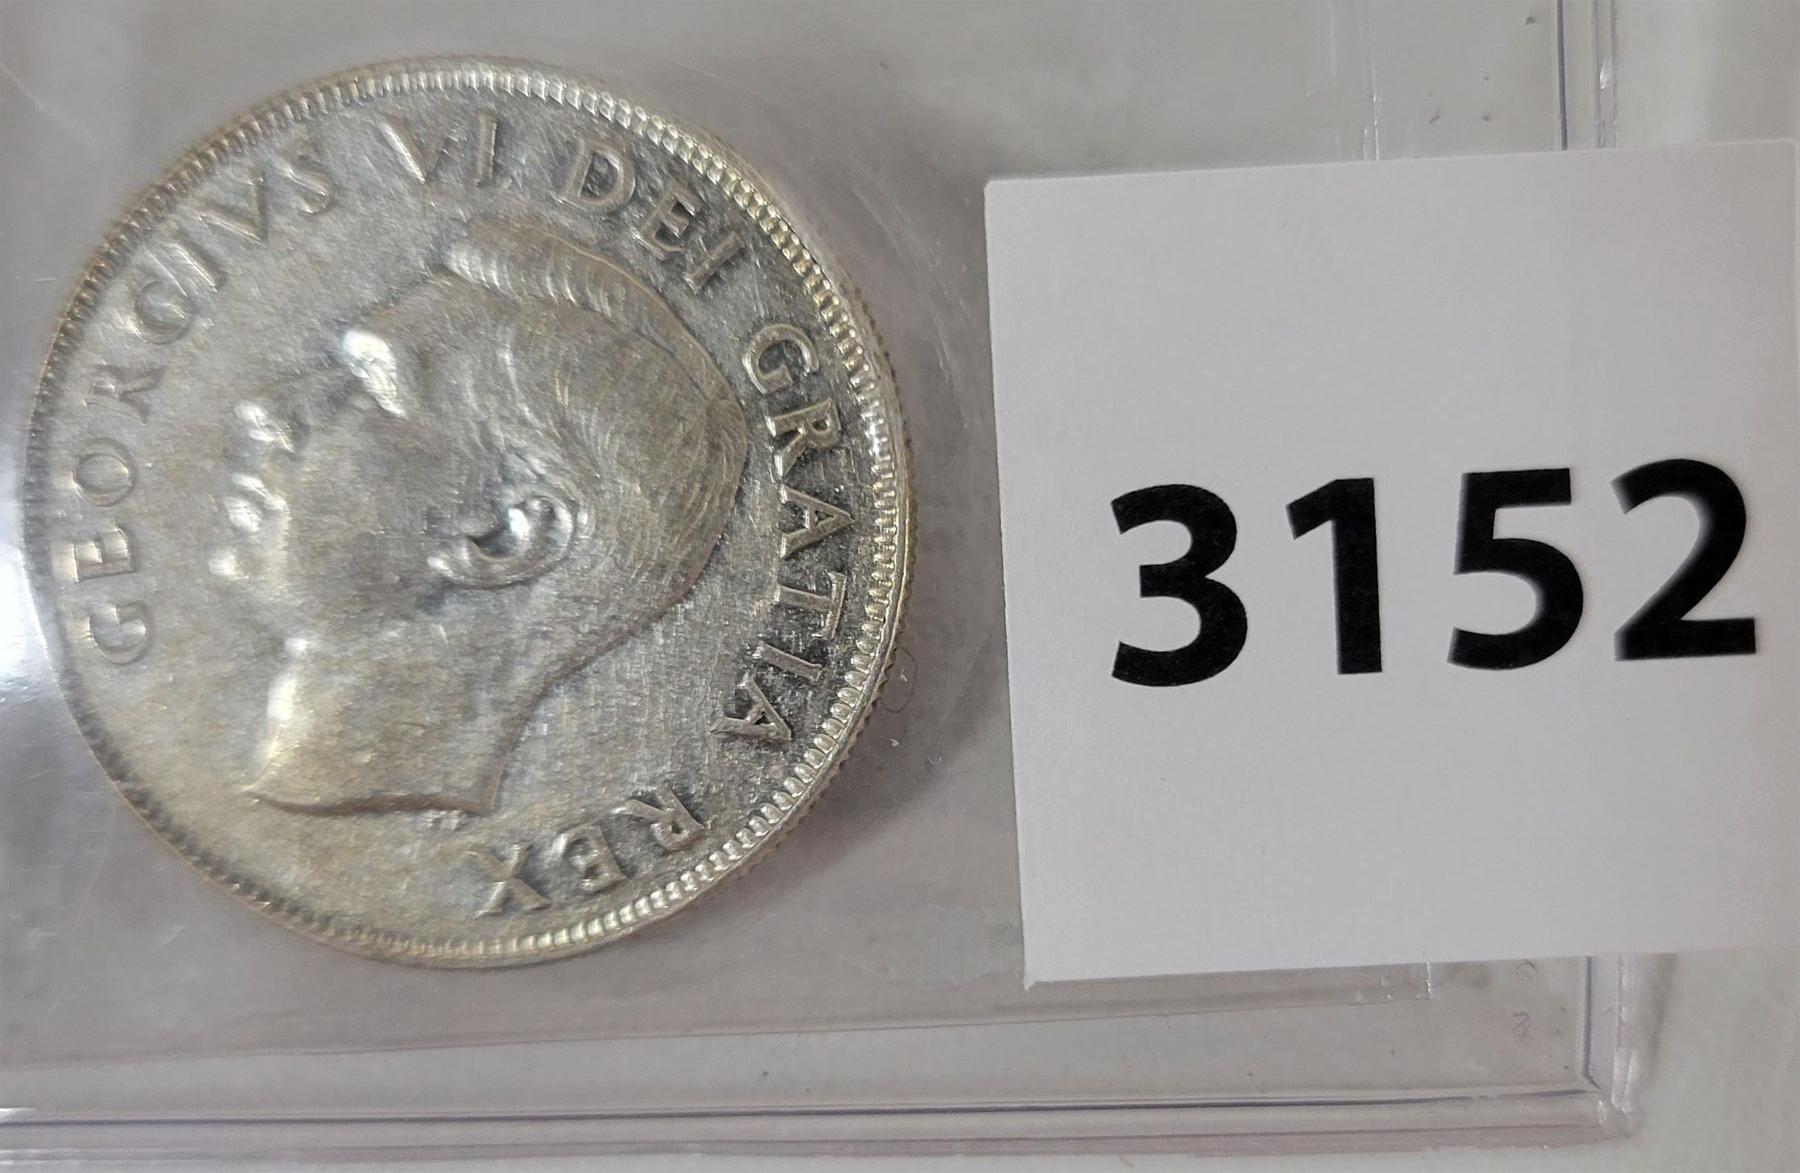 GEORGIVS VI DEI GRATIA REX
3152